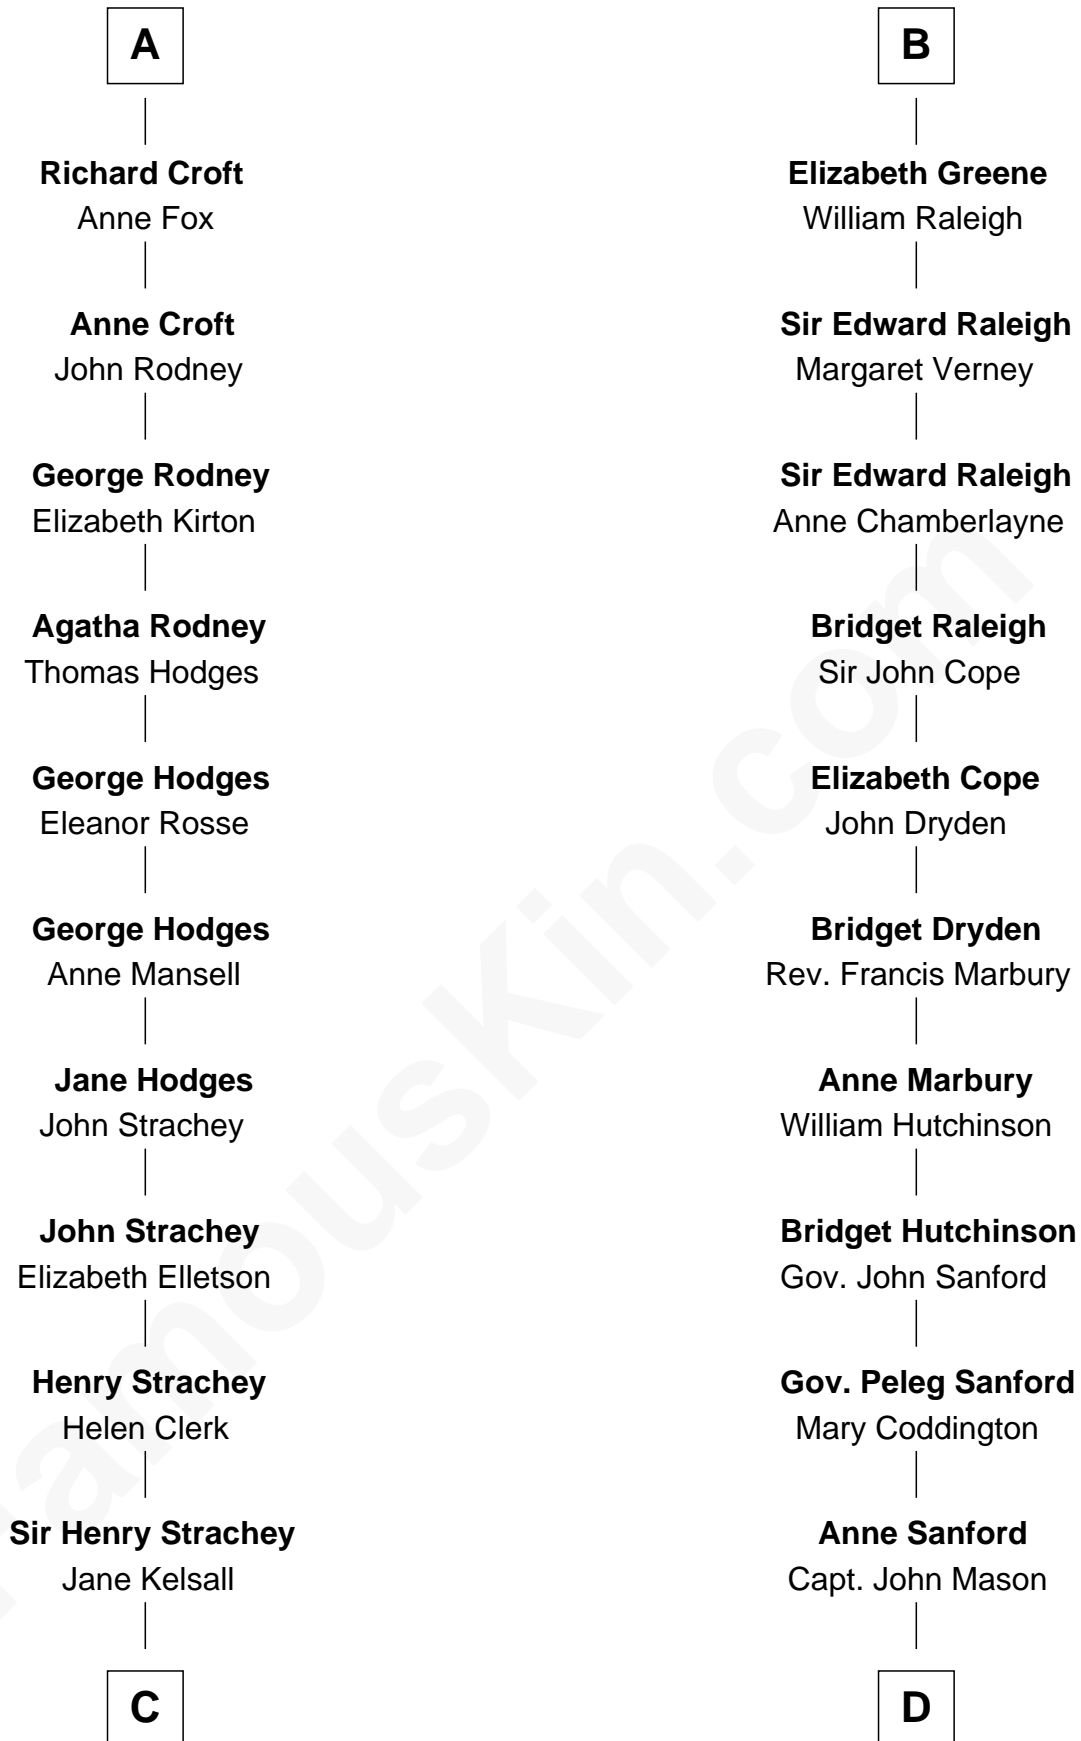 A
Richard Croft
Anne Fox
Anne Croft
John Rodney
George Rodney
Elizabeth Kirton
Agatha Rodney
Thomas Hodges
George Hodges
Eleanor Rosse
George Hodges
Anne Mansell
Jane Hodges
John Strachey
John Strachey
Elizabeth Elletson
Henry Strachey
Helen Clerk
Sir Henry Strachey
Jane Kelsall
C
B
Elizabeth Greene
William Raleigh
Sir Edward Raleigh
Margaret Verney
Sir Edward Raleigh
Anne Chamberlayne
Bridget Raleigh
Sir John Cope
Elizabeth Cope
John Dryden
Bridget Dryden
Rev. Francis Marbury
Anne Marbury
William Hutchinson
Bridget Hutchinson
Gov. John Sanford
Gov. Peleg Sanford
Mary Coddington
Anne Sanford
Capt. John Mason
D
FamousKin.com